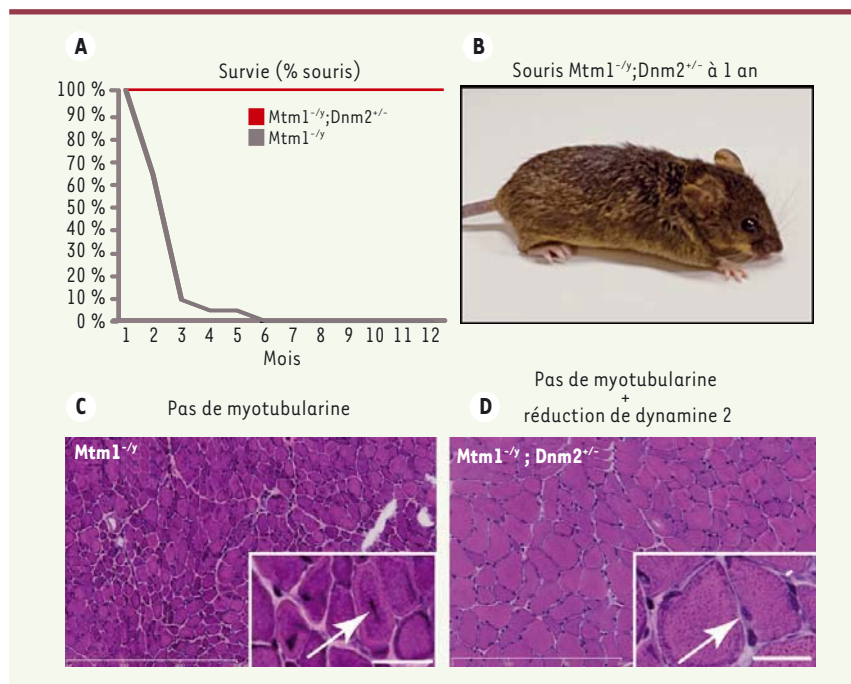 A
Survie (% souris)
100 %
90 %
80 %
70 %
60 %
50 %
40 %
30 %
20 %
10 %
0 %
Mtm1⁻/ʸ;Dnm2⁺/⁻
Mtm1⁻/ʸ
1 2 3 4 5 6 7 8 9 10 11 12
Mois
B
Souris Mtm1⁻/ʸ;Dnm2⁺/⁻ à 1 an
C
Pas de myotubularine
Mtm1⁻/ʸ
D
Pas de myotubularine
+
réduction de dynamine 2
Mtm1⁻/ʸ ; Dnm2⁺/⁻